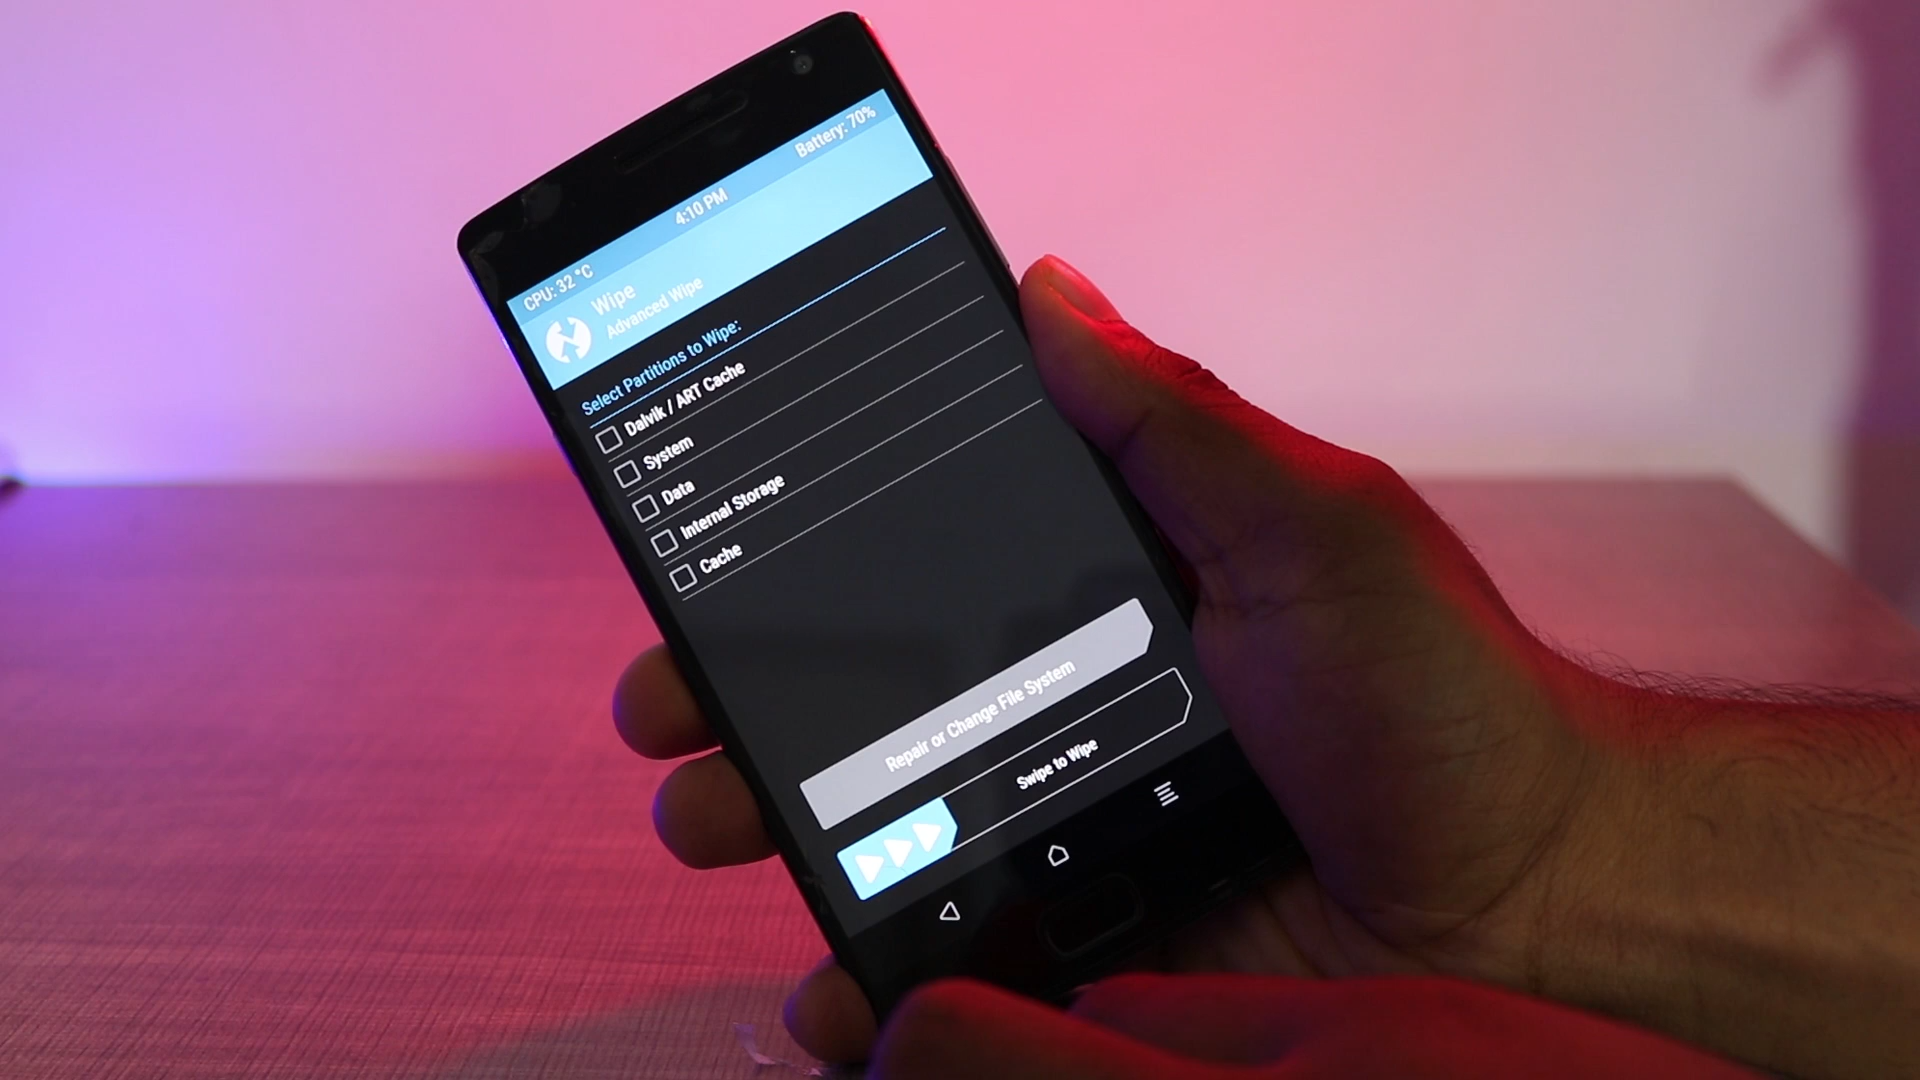 CPU: 32 °C
4:10 PM
Battery: 70%
Wipe
Advanced Wipe
Select Partitions to Wipe:
Dalvik / ART Cache
System
Data
Internal Storage
Cache
Repair or Change File System
Swipe to Wipe